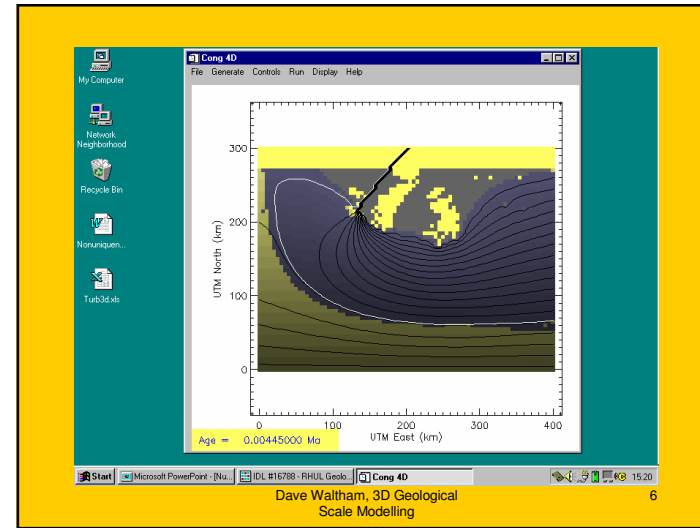 Cong 4D
File Generate Controls Run Display Help
My Computer
Network
Neighborhood
Recycle Bin
Nonuniquen...
Turb3d.xls
300
200
100
0
UTM North (km)
0 100 200 300 400
UTM East (km)
Age = 0.00445000 Ma
Start Microsoft PowerPoint - [Nu... IDL #16788 - RHUL Geolo... Cong 4D 15:20
Dave Waltham, 3D Geological
Scale Modelling
6